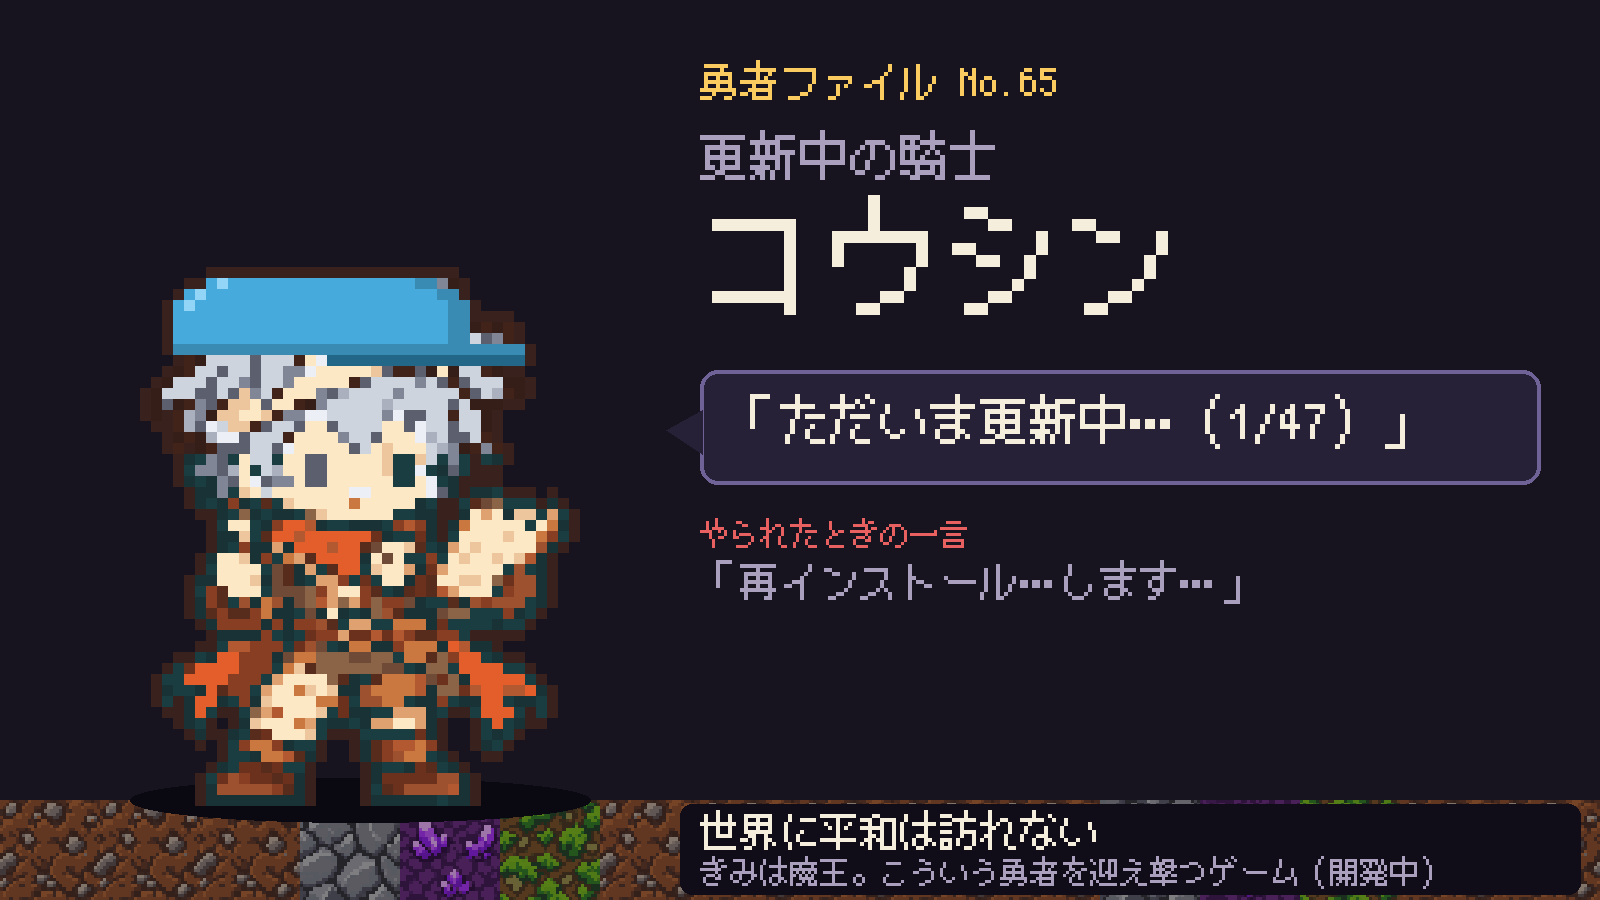 勇者ファイル No.65
更新中の騎士
コウシン
「ただいま更新中…（1/47）」
やられたときの一言
「再インストール…します…」
世界に平和は訪れない
きみは魔王。こういう勇者を迎え撃つゲーム（開発中）